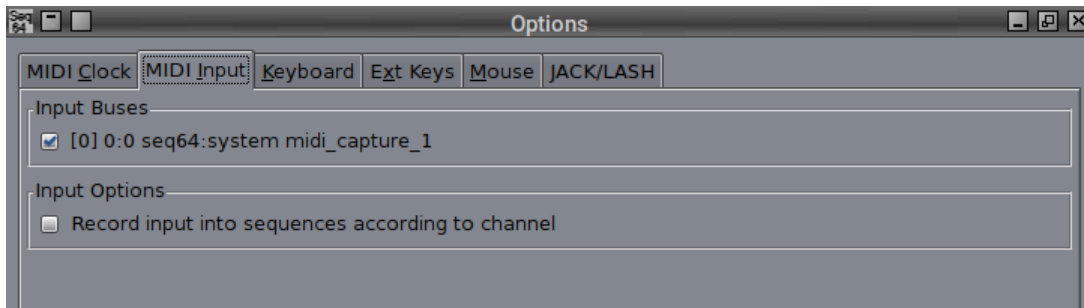 Seq
64
Options
MIDI Clock MIDI Input Keyboard Ext Keys Mouse JACK/LASH
Input Buses
[0] 0:0 seq64:system midi_capture_1
Input Options
Record input into sequences according to channel